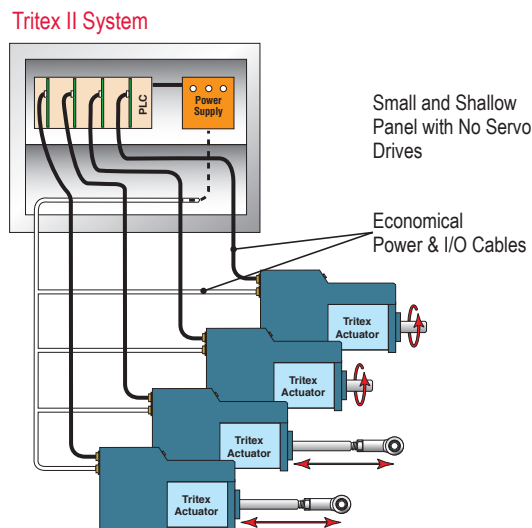 Tritex II System
PLC
Power
Supply
Small and Shallow
Panel with No Servo
Drives
Economical
Power & I/O Cables
Tritex
Actuator
Tritex
Actuator
Tritex
Actuator
Tritex
Actuator